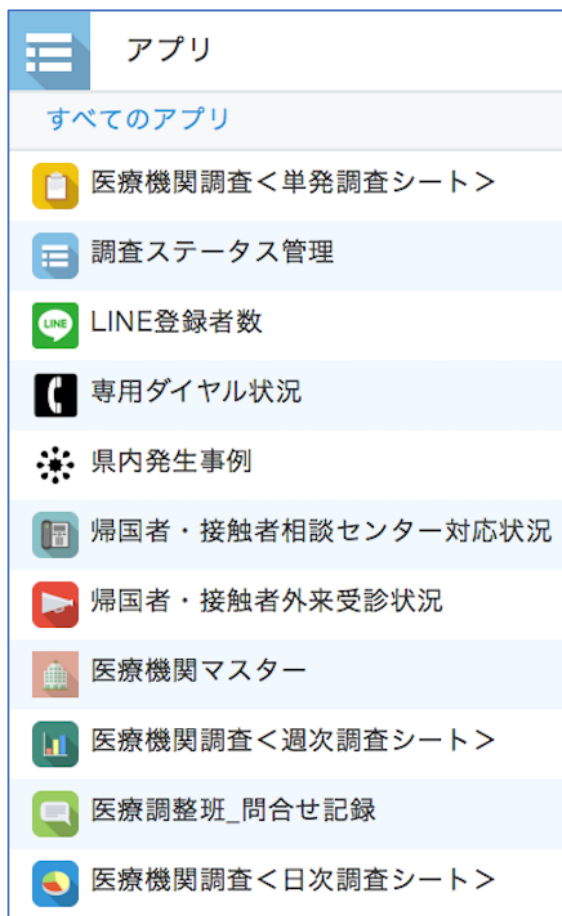 アプリ
すべてのアプリ
医療機関調査＜単発調査シート＞
調査ステータス管理
LINE
LINE登録者数
専用ダイヤル状況
県内発生事例
帰国者・接触者相談センター対応状況
帰国者・接触者外来受診状況
医療機関マスター
医療機関調査＜週次調査シート＞
医療調整班_問合せ記録
医療機関調査＜日次調査シート＞